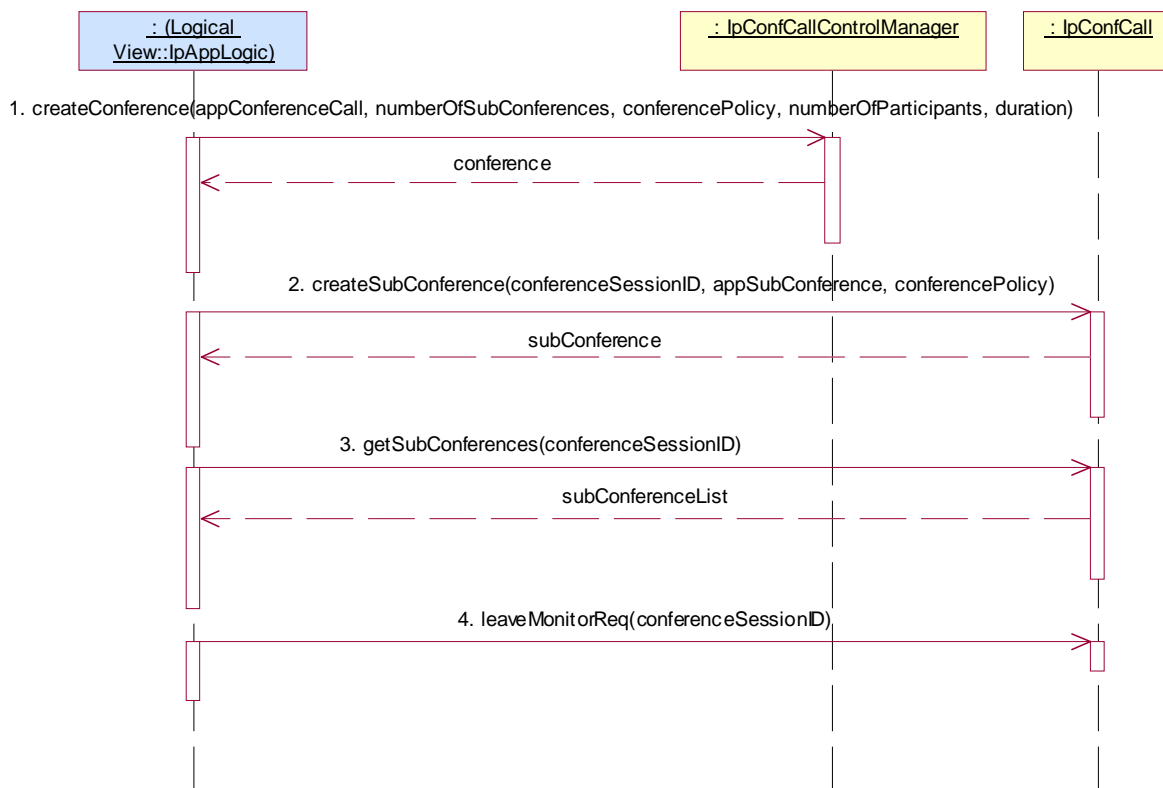 : (Logical
View::IpAppLogic)
: IpConfCallControlManager
: IpConfCall
1. createConference(appConferenceCall, numberOfSubConferences, conferencePolicy, numberOfParticipants, duration)
conference
2. createSubConference(conferenceSessionID, appSubConference, conferencePolicy)
subConference
3. getSubConferences(conferenceSessionID)
subConferenceList
4. leaveMonitorReq(conferenceSessionID)